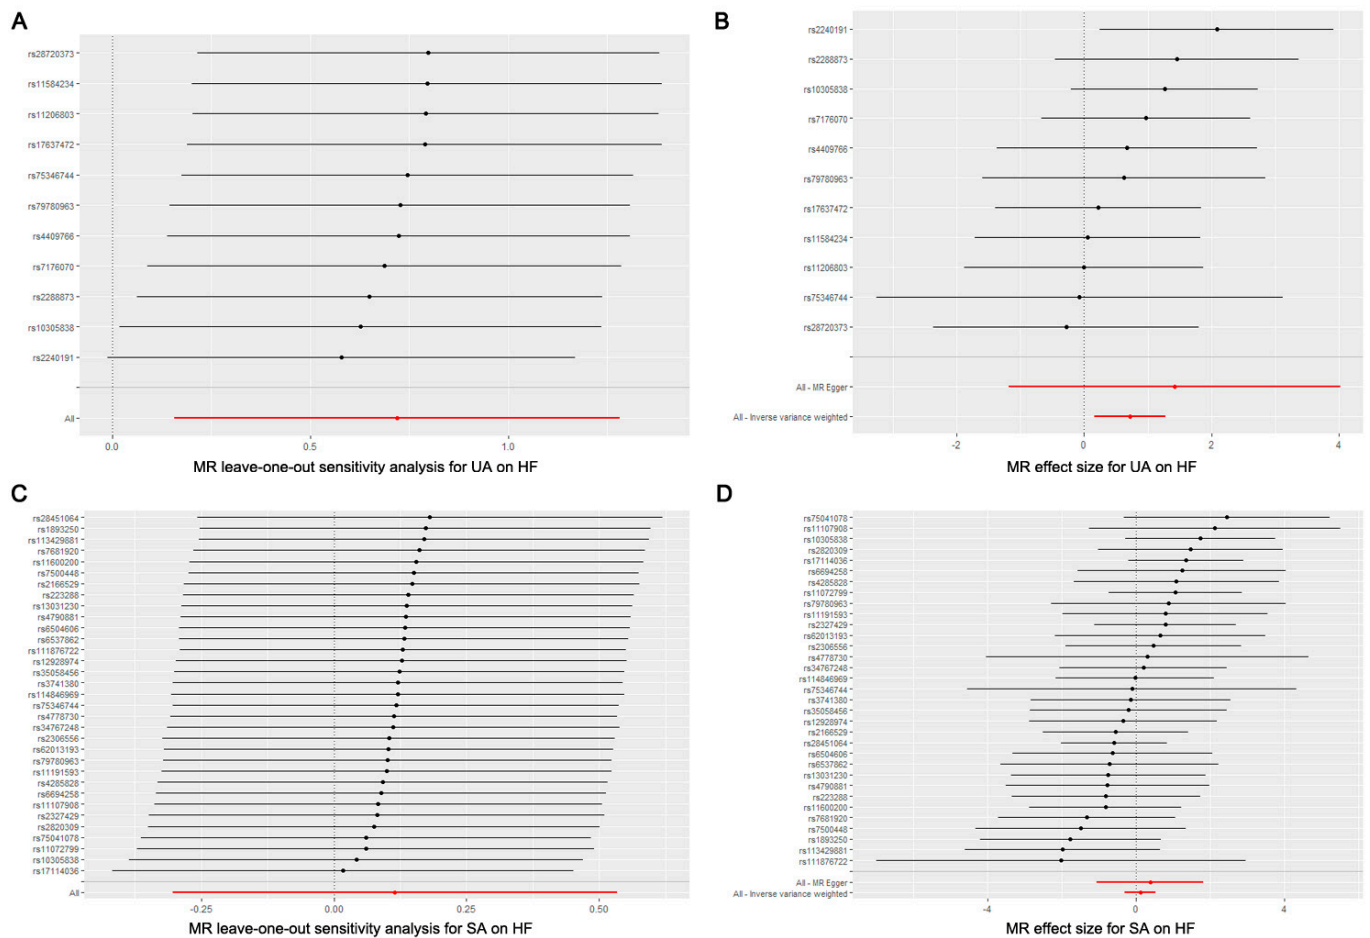 A
rs28720373
rs11584234
rs11206803
rs17637472
rs75346744
rs79780963
rs4409766
rs7176070
rs2288873
rs10305838
rs2240191
All
0.0
0.5
1.0
MR leave-one-out sensitivity analysis for UA on HF
B
rs2240191
rs2288873
rs10305838
rs7176070
rs4409766
rs79780963
rs17637472
rs11584234
rs11206803
rs75346744
rs28720373
All - MR Egger
All - Inverse variance weighted
-2
0
2
4
MR effect size for UA on HF
C
rs28451064
rs1893250
rs113429881
rs7681920
rs11600200
rs7500448
rs2166529
rs223288
rs13031230
rs4790881
rs6504606
rs6537862
rs111876722
rs12928974
rs35058456
rs3741380
rs114846969
rs75346744
rs4778730
rs34767248
rs2306556
rs62013193
rs79780963
rs11191593
rs4285828
rs6694258
rs11107908
rs2327429
rs2820309
rs75041078
rs11072799
rs10305838
rs17114036
All
-0.25
0.00
0.25
0.50
MR leave-one-out sensitivity analysis for SA on HF
D
rs75041078
rs11107908
rs10305838
rs2820309
rs17114036
rs6694258
rs4285828
rs11072799
rs79780963
rs11191593
rs2327429
rs62013193
rs2306556
rs4778730
rs34767248
rs114846969
rs75346744
rs3741380
rs35058456
rs12928974
rs2166529
rs28451064
rs6504606
rs6537862
rs13031230
rs4790881
rs223288
rs11600200
rs7681920
rs7500448
rs1893250
rs113429881
rs111876722
All - MR Egger
All - Inverse variance weighted
-4
0
4
MR effect size for SA on HF